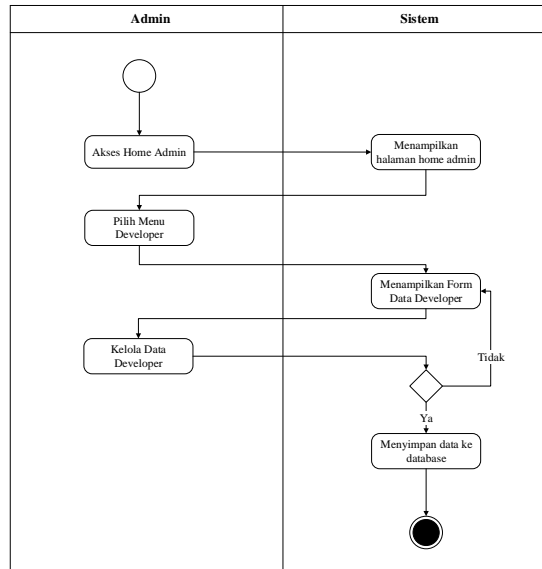 Admin
Sistem
Akses Home Admin
Menampilkan
halaman home admin
Pilih Menu
Developer
Menampilkan Form
Data Developer
Kelola Data
Developer
Tidak
Ya
Menyimpan data ke
database